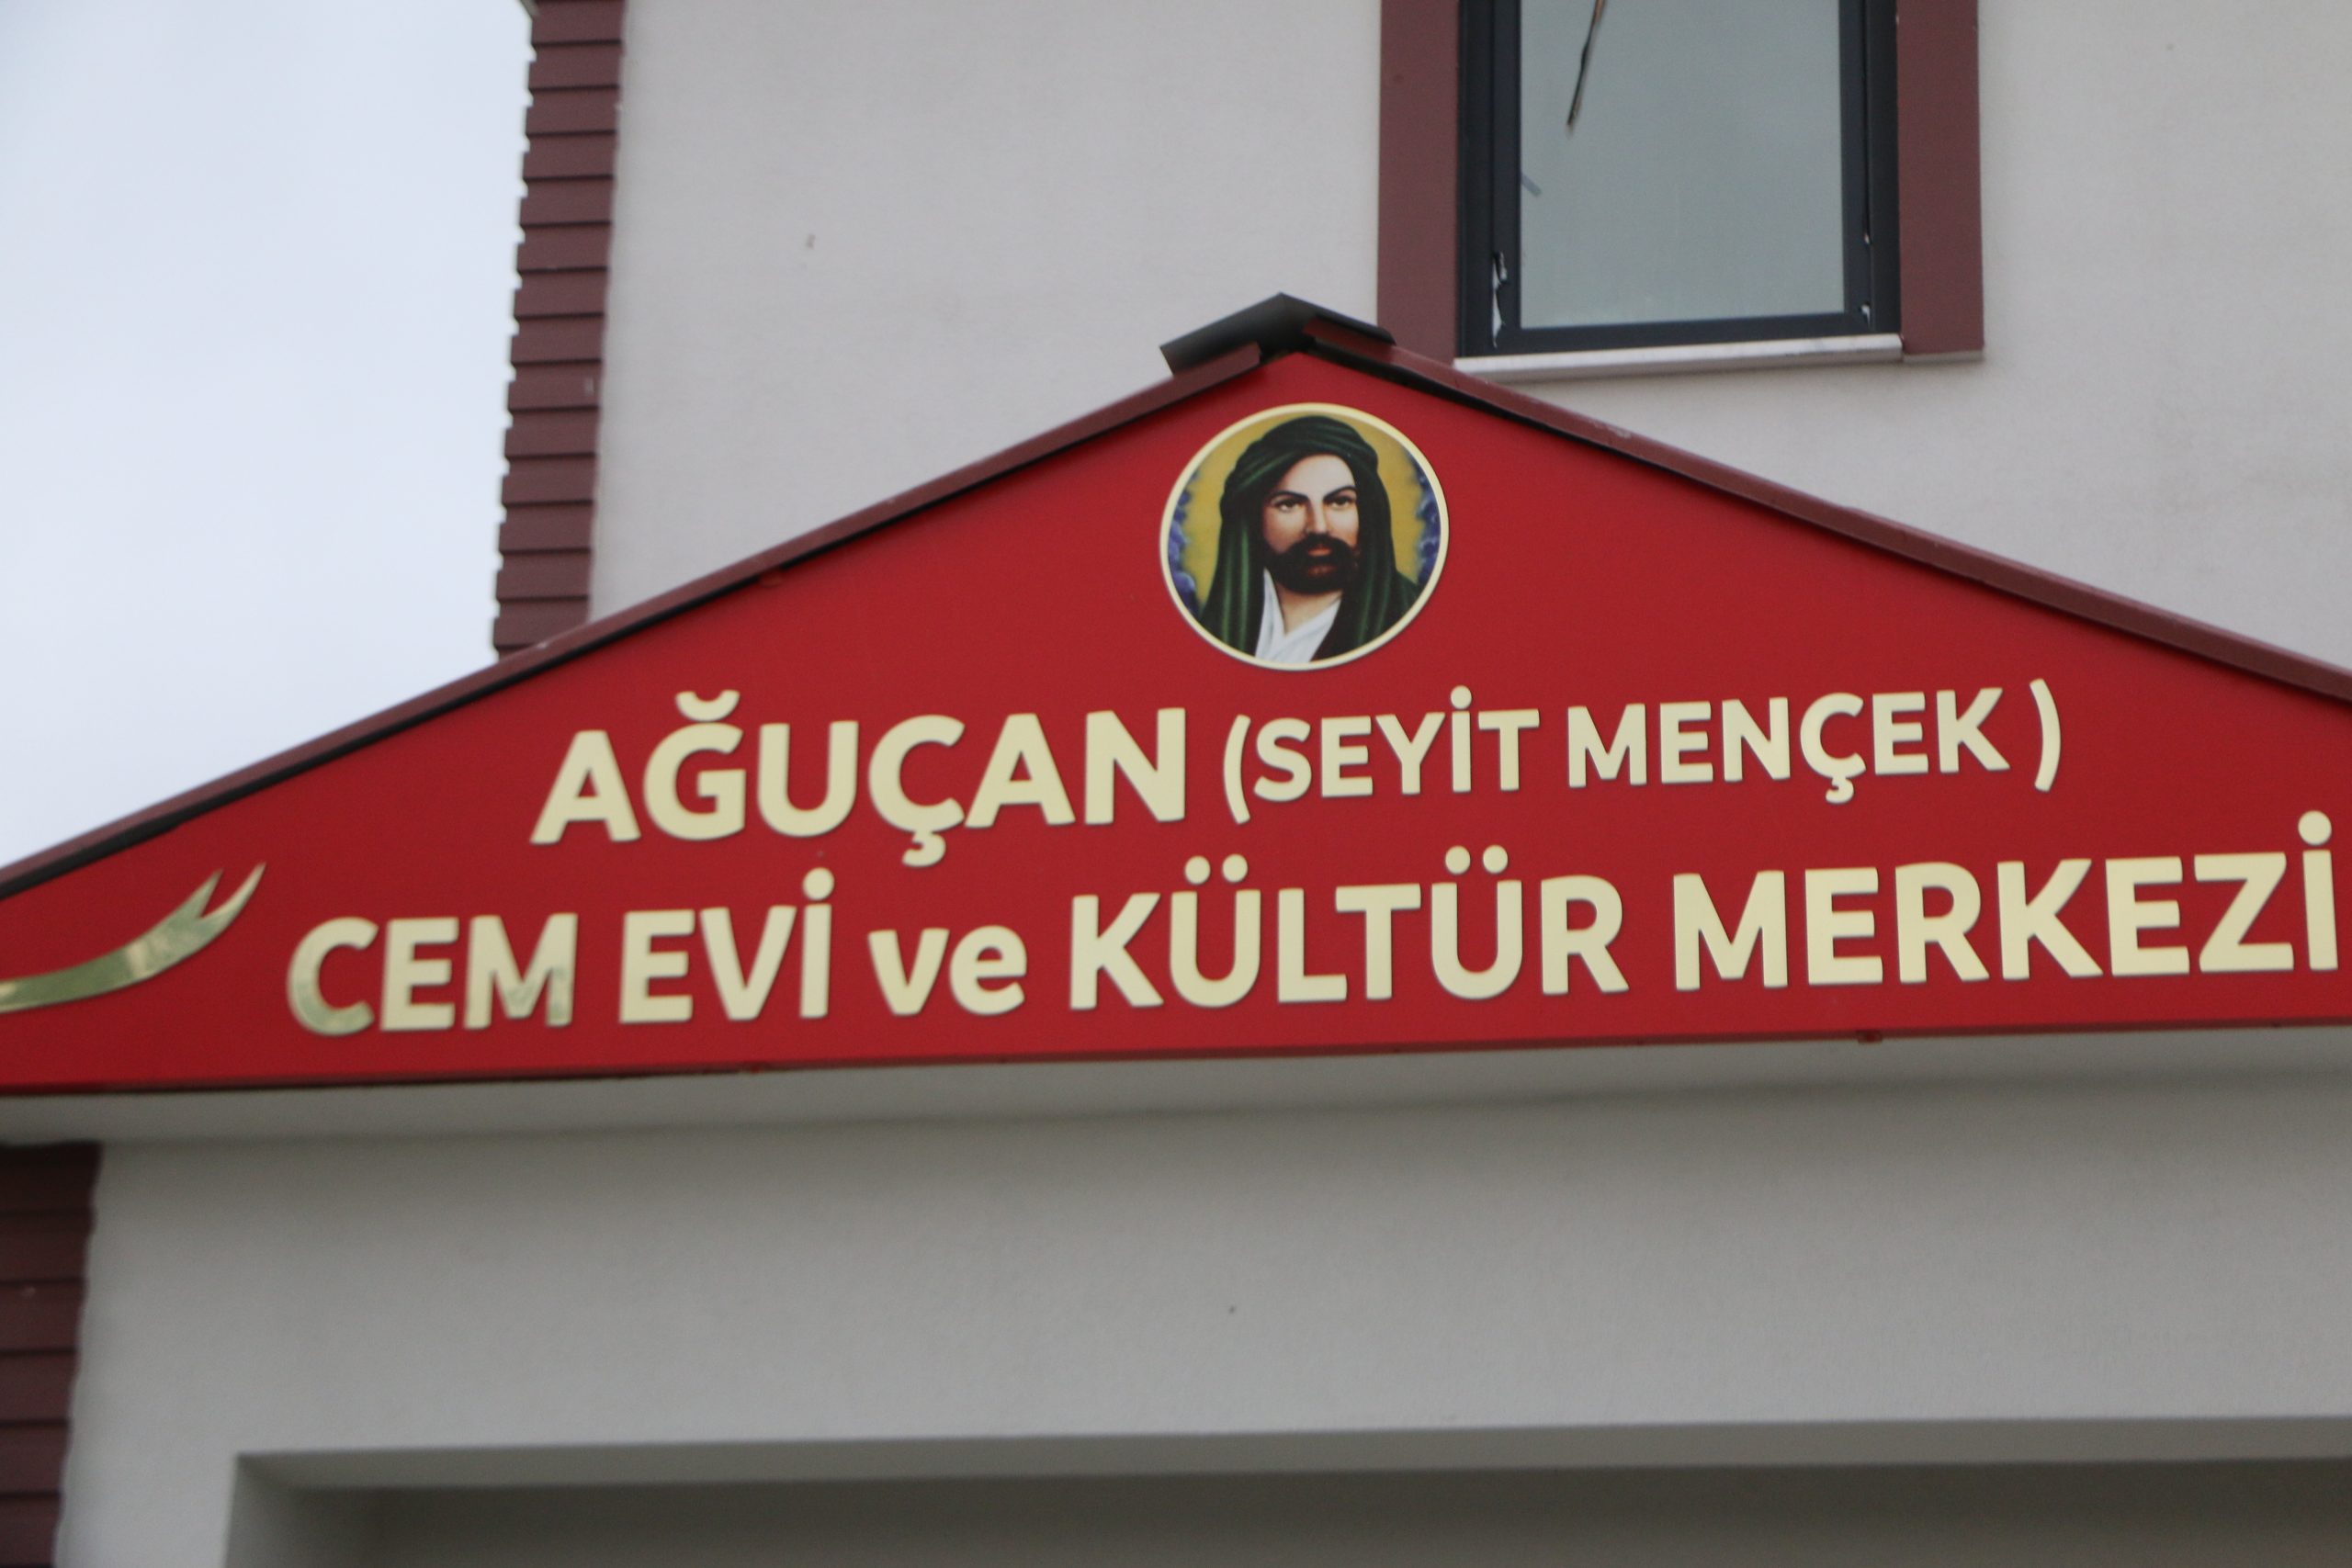 AĞUÇAN (SEYİT MENÇEK )
CEM EVİ ve KÜLTÜR MERKEZİ